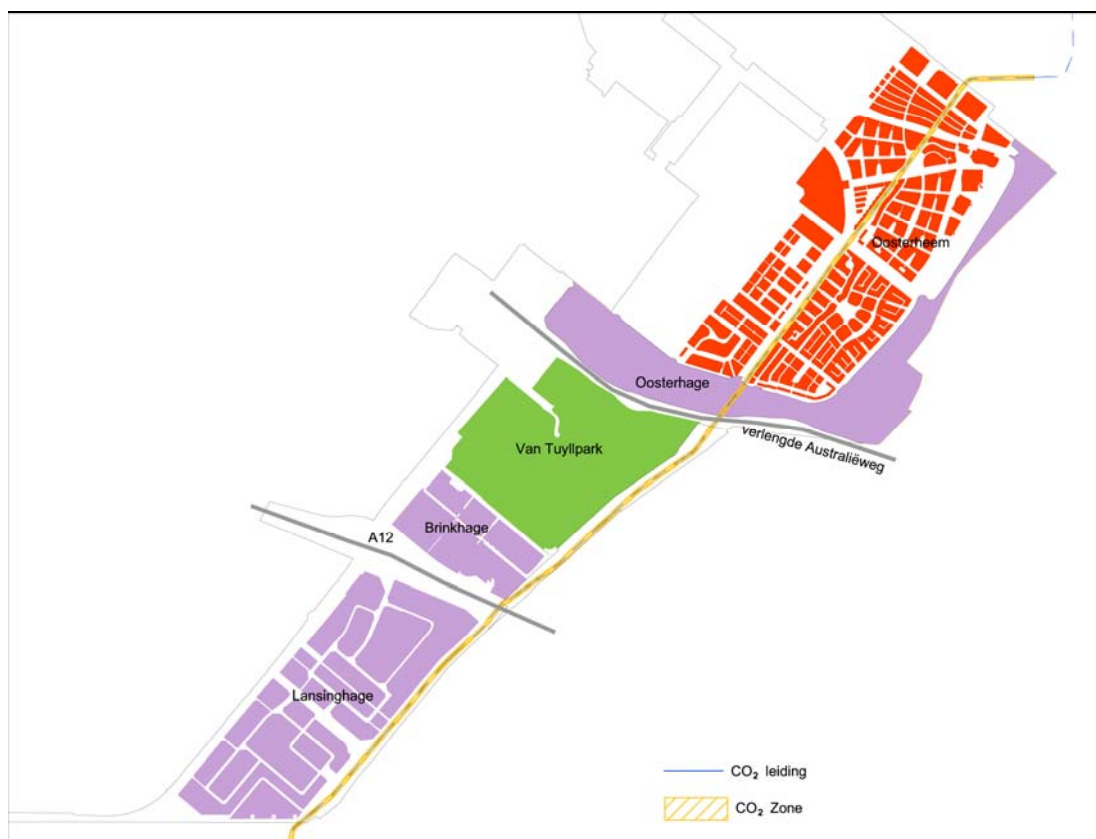 Oosterheem
Oosterhage
verlengde Australiëweg
Van Tuyllpark
Brinkhage
A12
Lansinghage
CO₂ leiding
CO₂ Zone